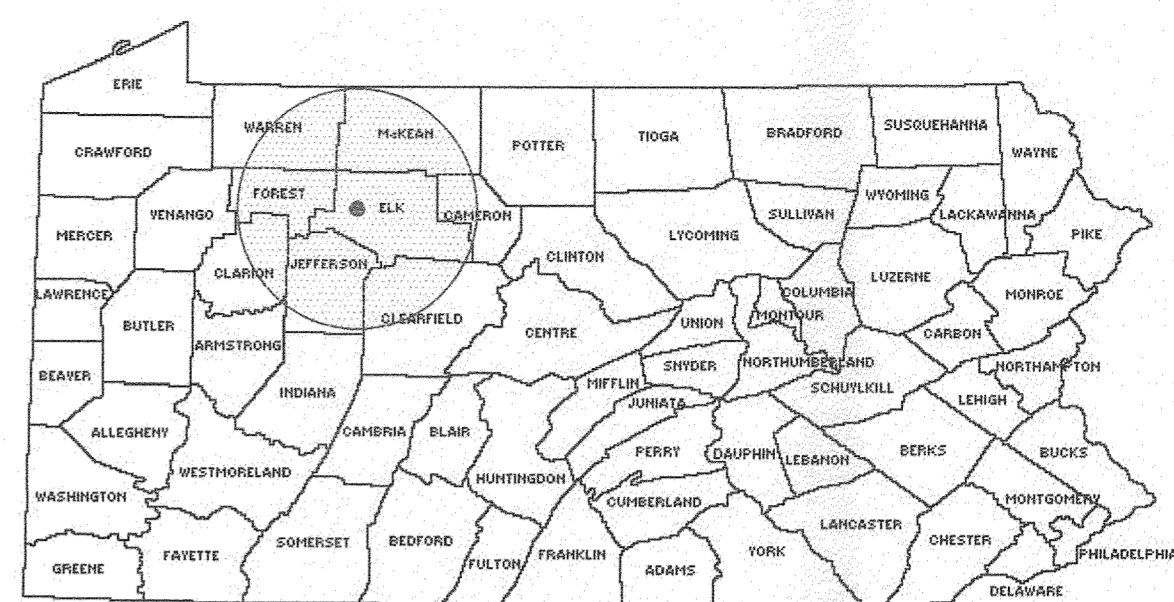 ERIE
CRAWFORD
WARREN
McKEAN
POTTER
TIOGA
BRADFORD
SUSQUEHANNA
WAYNE
WYOMING
LACKAWANNA
SULLIVAN
PIKE
FOREST
ELK
CAMERON
VENANGO
MERCER
LYCOMING
CLINTON
LUZERNE
MONROE
COLUMBIA
MONTOUR
CLARION
JEFFERSON
LAWRENCE
BUTLER
CLEARFIELD
CENTRE
UNION
CARBON
ARMSTRONG
BEAVER
INDIANA
SNYDER
NORTHUMBERLAND
NORTHAMPTON
MIFFLIN
SCHUYLKILL
LEHIGH
JUNIATA
ALLEGHENY
CAMBRIA
BLAIR
PERRY
DAUPHIN
LEBANON
BERKS
BUCKS
WESTMORELAND
HUNTINGDON
WASHINGTON
CUMBERLAND
MONTGOMERY
LANCASTER
CHESTER
PHILADELPHIA
SOMERSET
BEDFORD
FAYETTE
GREENE
FULTON
FRANKLIN
ADAMS
YORK
DELAWARE